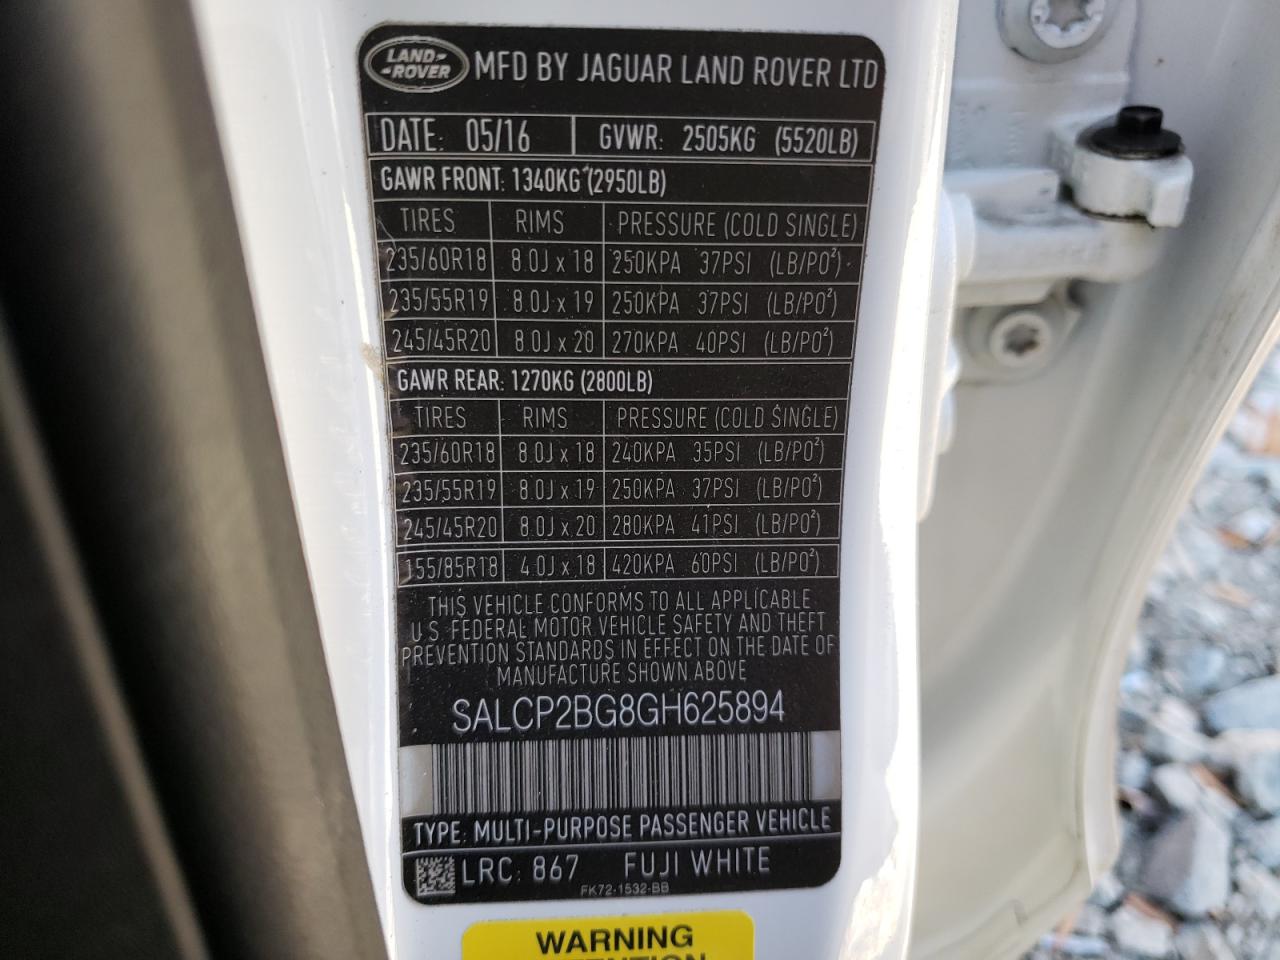 LAND-
-ROVER
MFD BY JAGUAR LAND ROVER LTD
DATE: 05/16 GVWR: 2505KG (5520LB)
GAWR FRONT: 1340KG (2950LB)
TIRES RIMS PRESSURE (COLD SINGLE)
235/60R18 8.0J x 18 250KPA 37PSI (LB/PO²)
235/55R19 8.0J x 19 250KPA 37PSI (LB/PO²)
245/45R20 8.0J x 20 270KPA 40PSI (LB/PO²)
GAWR REAR: 1270KG (2800LB)
TIRES RIMS PRESSURE (COLD SINGLE)
235/60R18 8.0J x 18 240KPA 35PSI (LB/PO²)
235/55R19 8.0J x 19 250KPA 37PSI (LB/PO²)
245/45R20 8.0J x 20 280KPA 41PSI (LB/PO²)
155/85R18 4.0J x 18 420KPA 60PSI (LB/PO²)
THIS VEHICLE CONFORMS TO ALL APPLICABLE
U.S. FEDERAL MOTOR VEHICLE SAFETY AND THEFT
PREVENTION STANDARDS IN EFFECT ON THE DATE OF
MANUFACTURE SHOWN ABOVE
SALCP2BG8GH625894
TYPE: MULTI-PURPOSE PASSENGER VEHICLE
LRC: 867 FUJI WHITE
FK72-1532-BB
WARNING